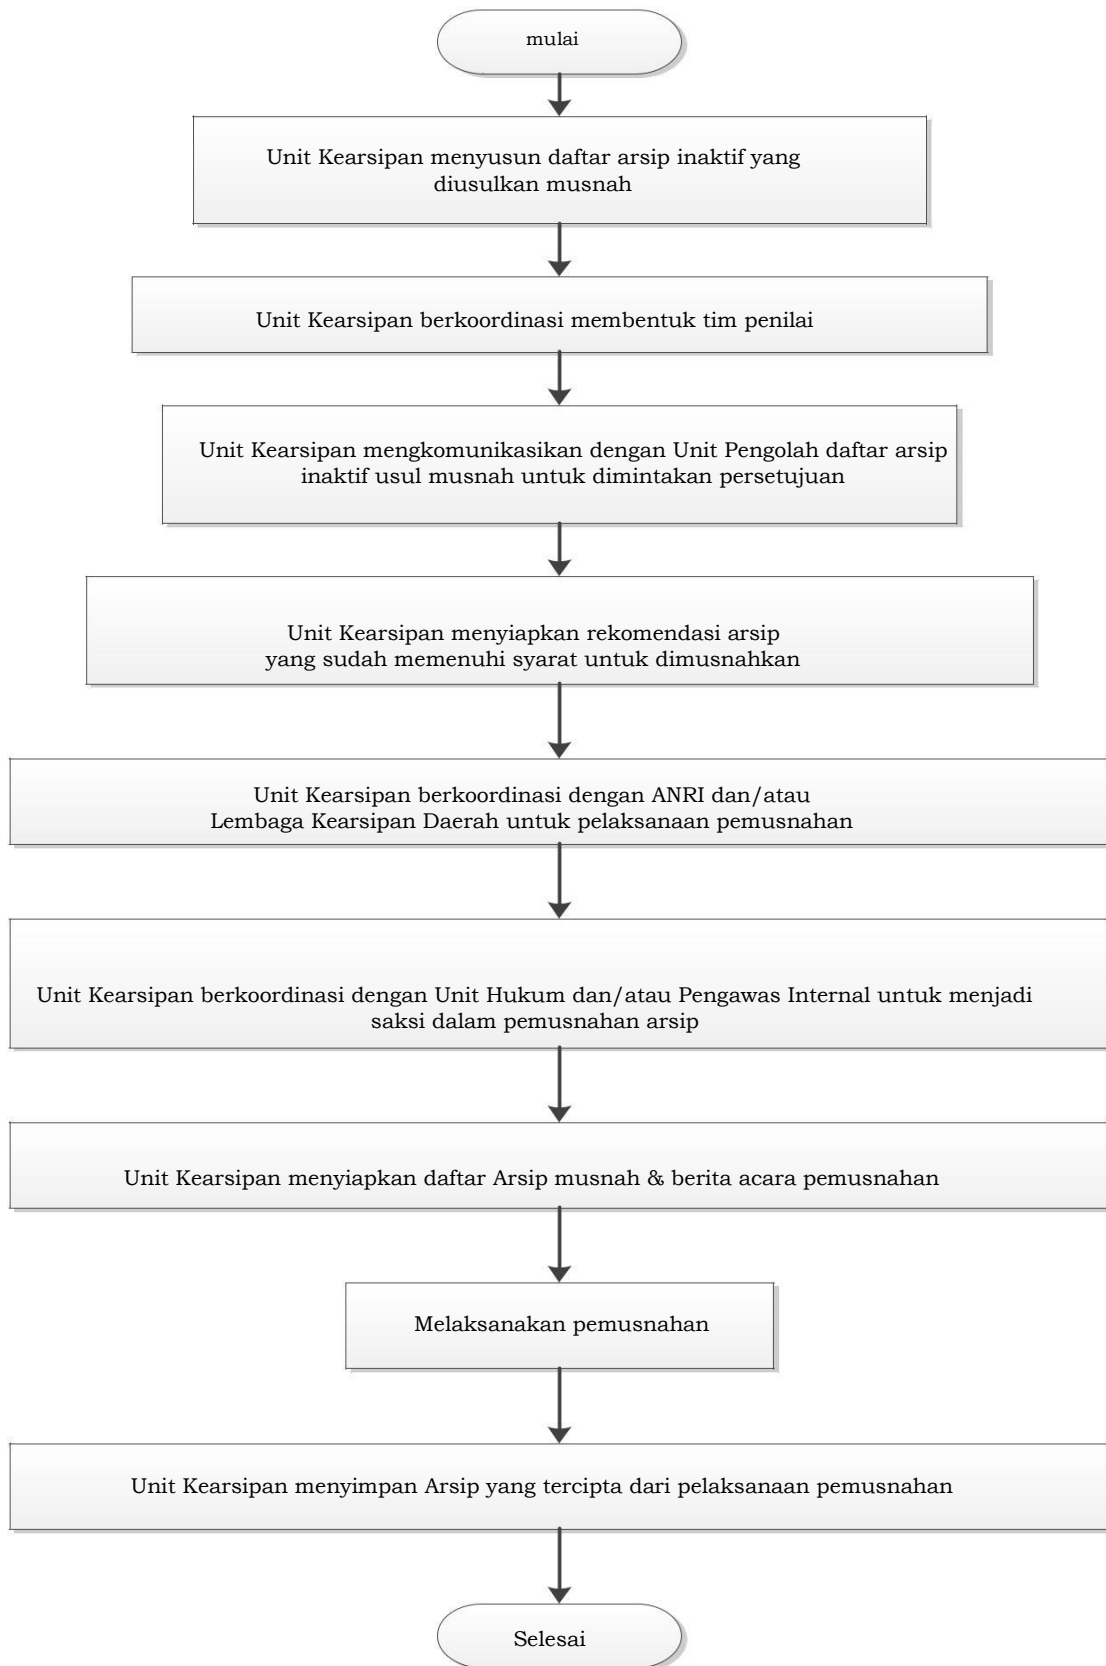 mulai
Unit Kearsipan menyusun daftar arsip inaktif yang
diusulkan musnah
Unit Kearsipan berkoordinasi membentuk tim penilai
Unit Kearsipan mengkomunikasikan dengan Unit Pengolah daftar arsip
inaktif usul musnah untuk dimintakan persetujuan
Unit Kearsipan menyiapkan rekomendasi arsip
yang sudah memenuhi syarat untuk dimusnahkan
Unit Kearsipan berkoordinasi dengan ANRI dan/atau
Lembaga Kearsipan Daerah untuk pelaksanaan pemusnahan
Unit Kearsipan berkoordinasi dengan Unit Hukum dan/atau Pengawas Internal untuk menjadi
saksi dalam pemusnahan arsip
Unit Kearsipan menyiapkan daftar Arsip musnah & berita acara pemusnahan
Melaksanakan pemusnahan
Unit Kearsipan menyimpan Arsip yang tercipta dari pelaksanaan pemusnahan
Selesai